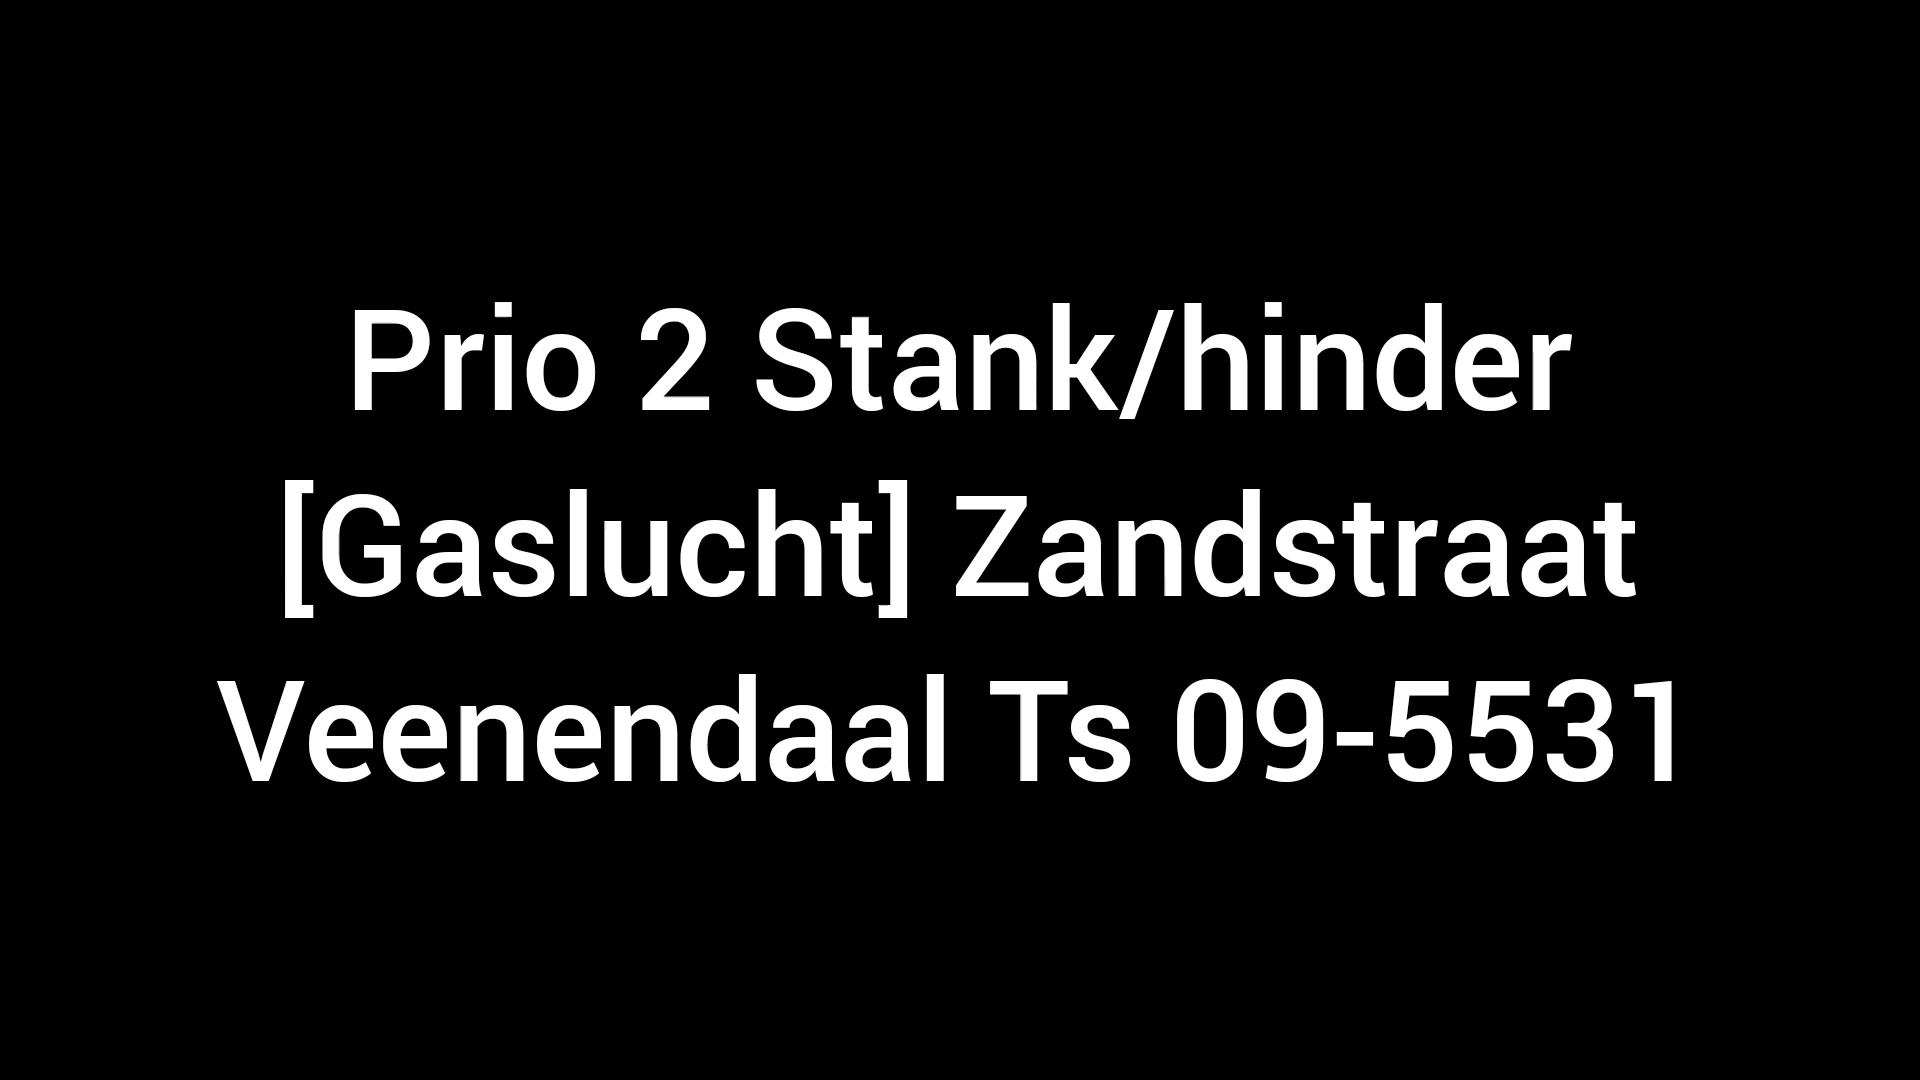 Prio 2 Stank/hinder
[Gaslucht] Zandstraat
Veenendaal Ts 09-5531